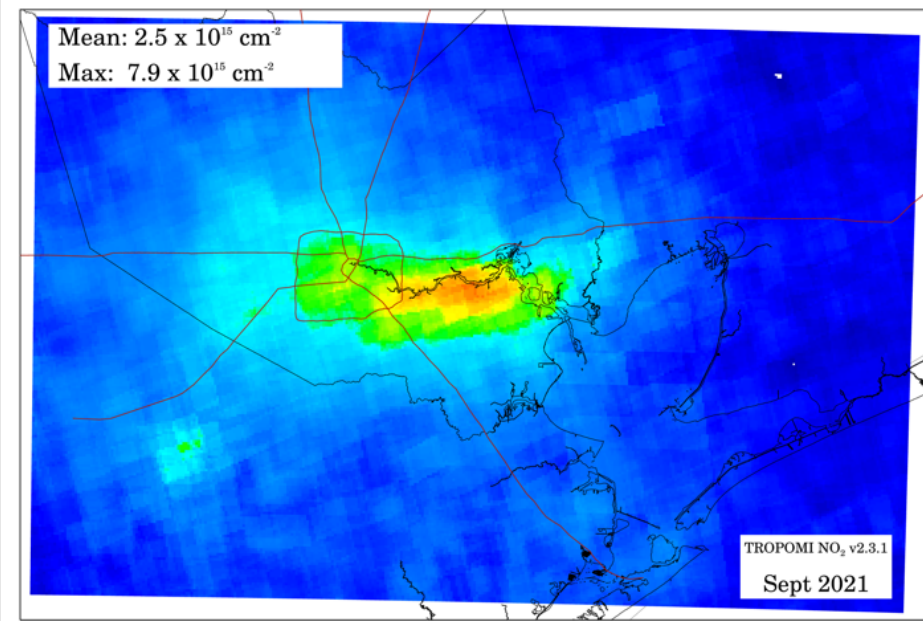 Mean: 2.5 x 10¹⁵ cm⁻²
Max: 7.9 x 10¹⁵ cm⁻²
TROPOMI NO₂ v2.3.1
Sept 2021